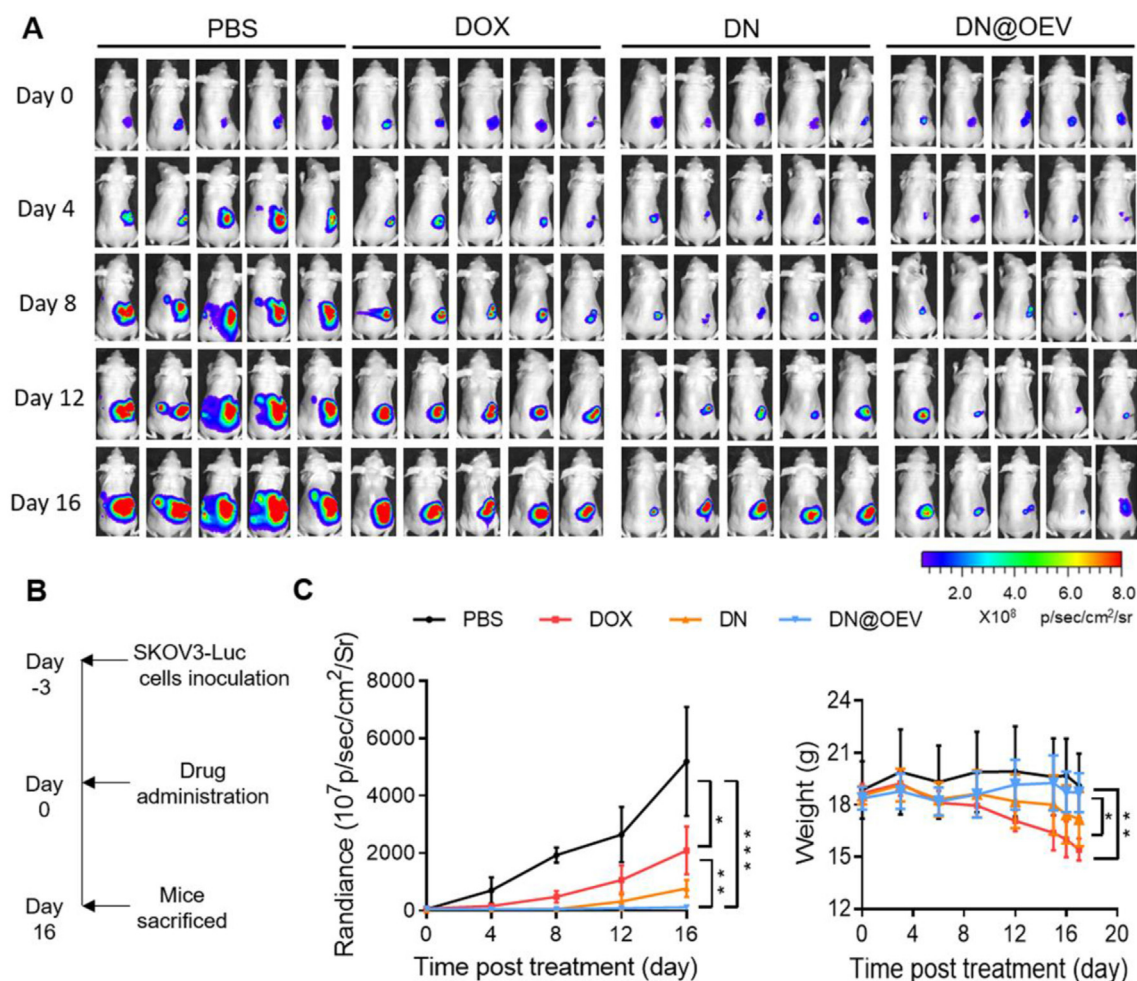 A
PBS DOX DN DN@OEV
Day 0
Day 4
Day 8
Day 12
Day 16
2.0 4.0 6.0 8.0
X10⁸ p/sec/cm²/sr
B
Day -3
SKOV3-Luc cells inoculation
Day 0
Drug administration
Day 16
Mice sacrificed
C
PBS DOX DN DN@OEV
Randiance (10⁷p/sec/cm²/Sr)
8000
6000
4000
2000
0
0 4 8 12 16
Time post treatment (day)
*
**
***
Weight (g)
24
21
18
15
12
0 4 8 12 16 20
Time post treatment (day)
*
**